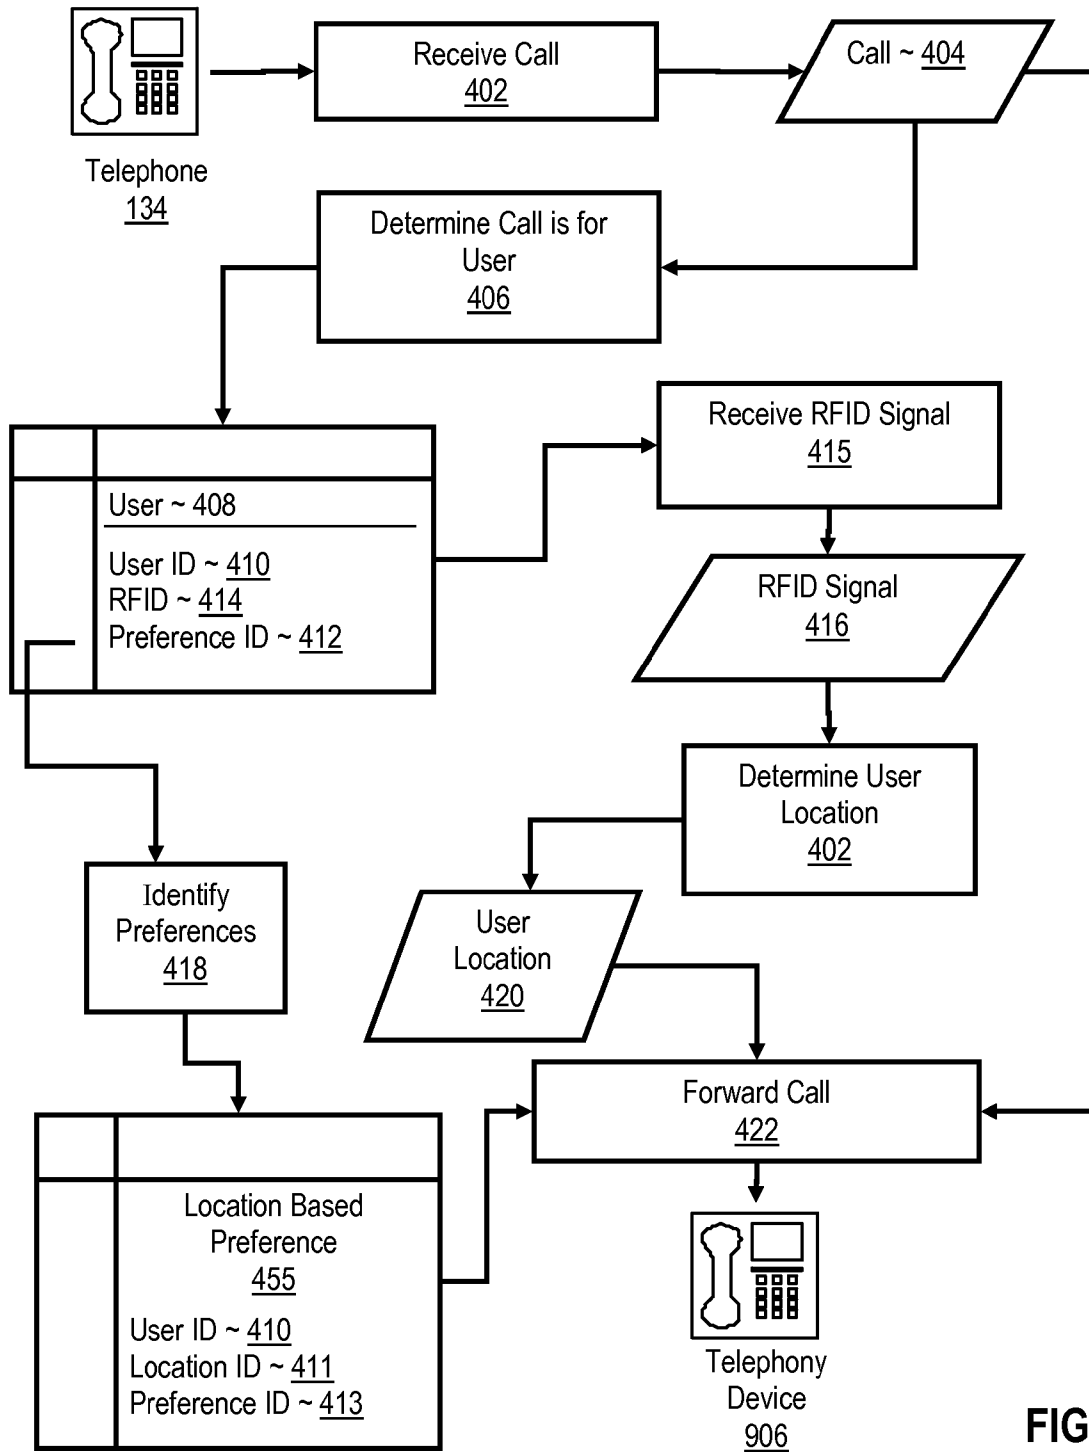 Receive Call
402
Call ~ 404
Telephone
134
Determine Call is for
User
406
Receive RFID Signal
415
User ~ 408
User ID ~ 410
RFID ~ 414
Preference ID ~ 412
RFID Signal
416
Determine User
Location
402
Identify
Preferences
418
User
Location
420
Forward Call
422
Location Based
Preference
455
User ID ~ 410
Location ID ~ 411
Preference ID ~ 413
Telephony
Device
906
FIG